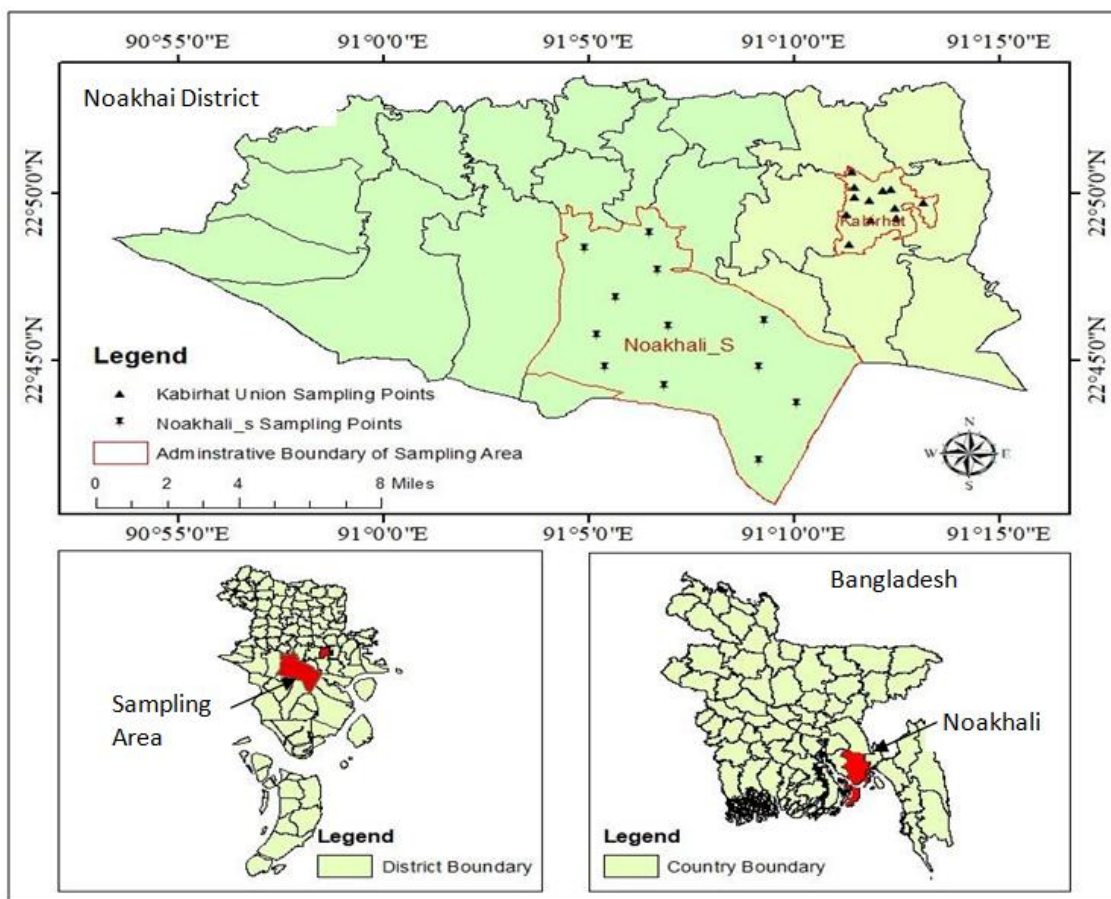 90°55'0"E 91°0'0"E 91°5'0"E 91°10'0"E 91°15'0"E
Noakhai District
22°50'0"N
22°50'0"N
Kabirhat
22°45'0"N
22°45'0"N
Noakhali_S
Legend
Kabirhat Union Sampling Points
Noakhali_s Sampling Points
Adminstrative Boundary of Sampling Area
0 2 4 6 8 Miles
N
W E
S
90°55'0"E 91°0'0"E 91°5'0"E 91°10'0"E 91°15'0"E
Sampling
Area
Legend
District Boundary
Bangladesh
Noakhali
Legend
Country Boundary